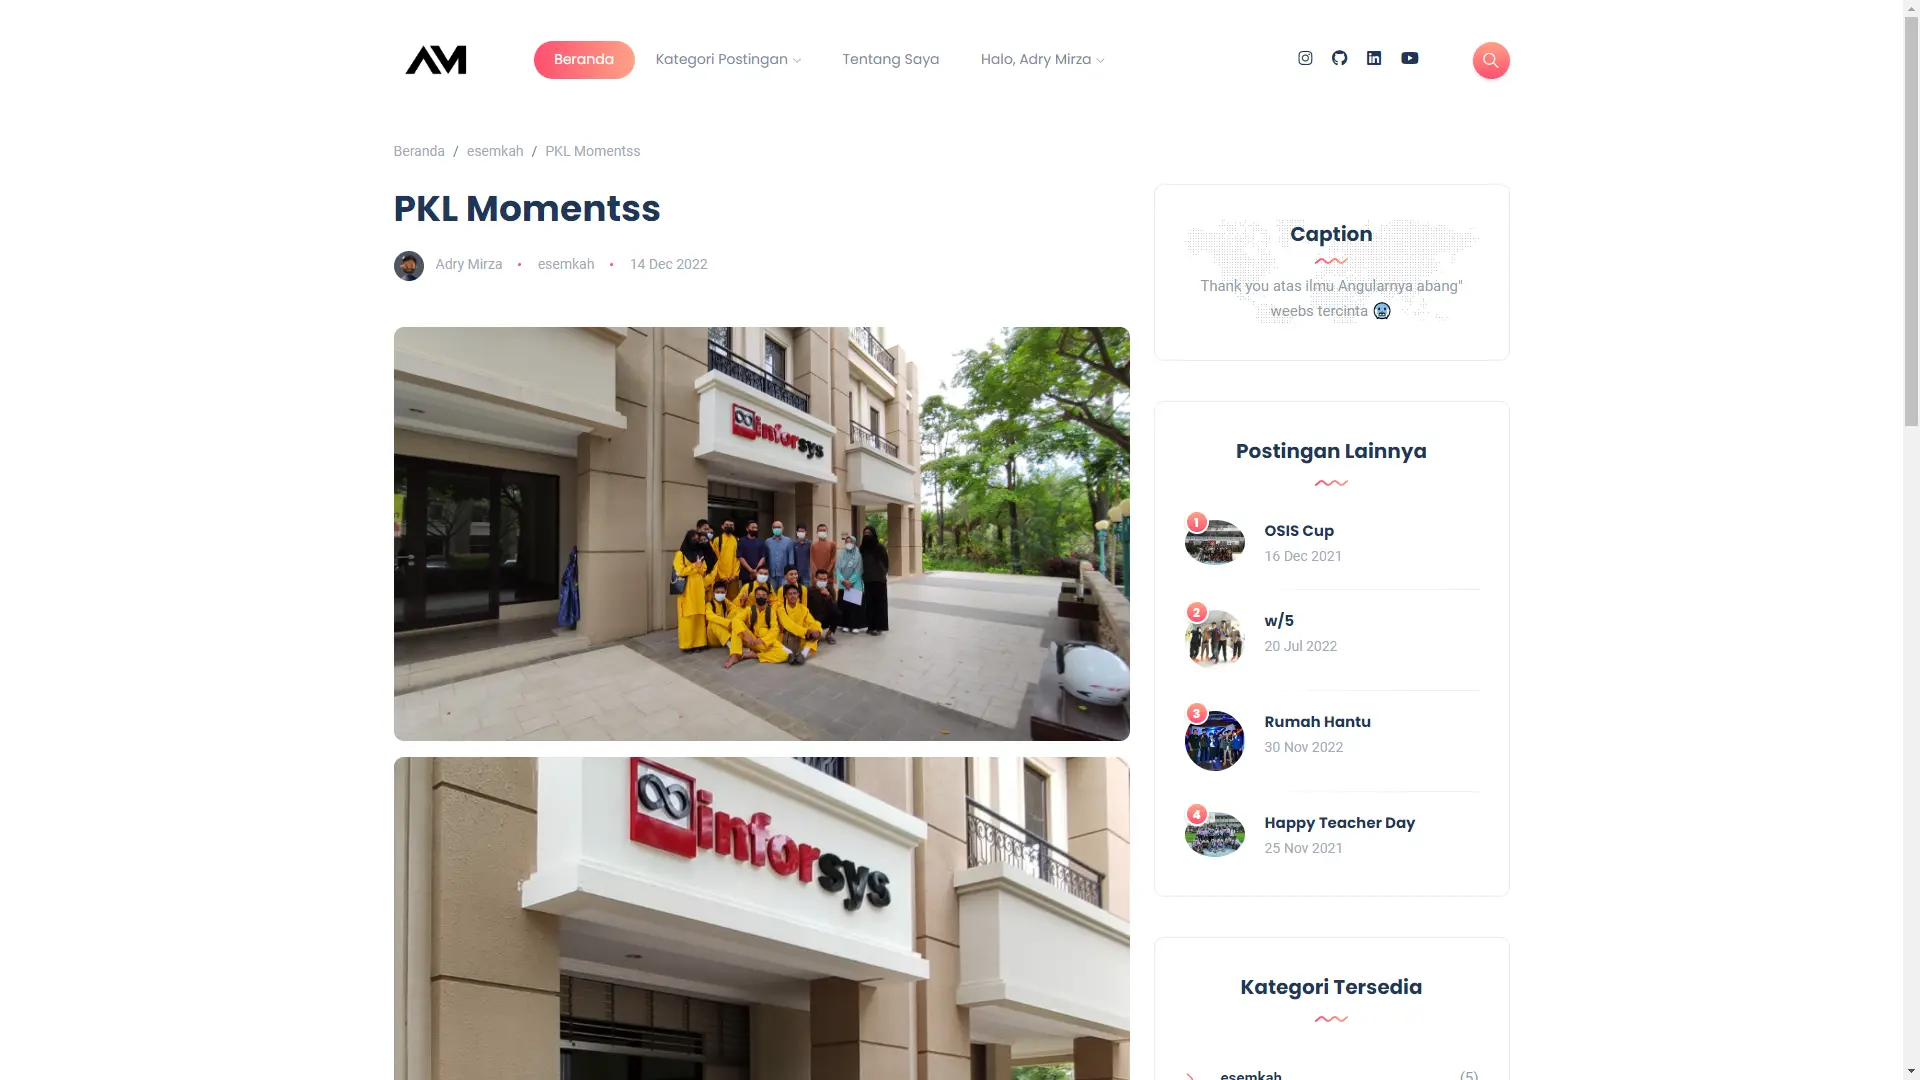 AM
Beranda
Kategori Postingan
Tentang Saya
Halo, Adry Mirza
Beranda / esemkah / PKL Momentss
PKL Momentss
Adry Mirza • esemkah • 14 Dec 2022
inforsys
inforsys
Caption
Thank you atas ilmu Angularnya abang"
weebs tercinta 🥶
Postingan Lainnya
1
OSIS Cup
16 Dec 2021
2
w/5
20 Jul 2022
3
Rumah Hantu
30 Nov 2022
4
Happy Teacher Day
25 Nov 2021
Kategori Tersedia
esemkah (5)